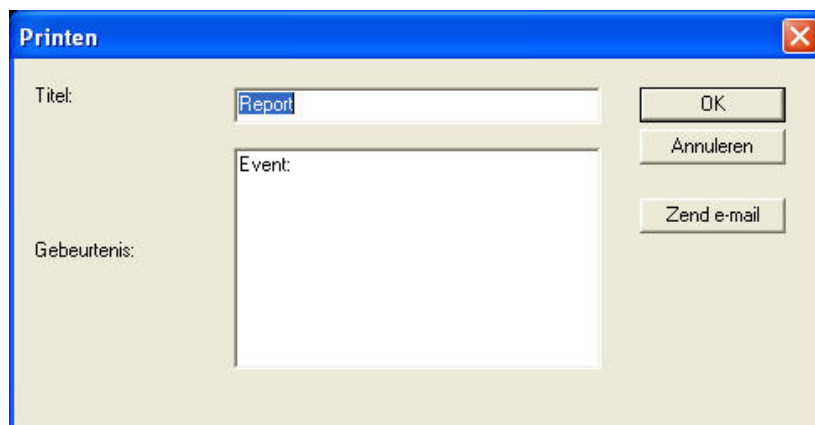 Printen
Titel:
Report
OK
Annuleren
Event:
Zend e-mail
Gebeurtenis: